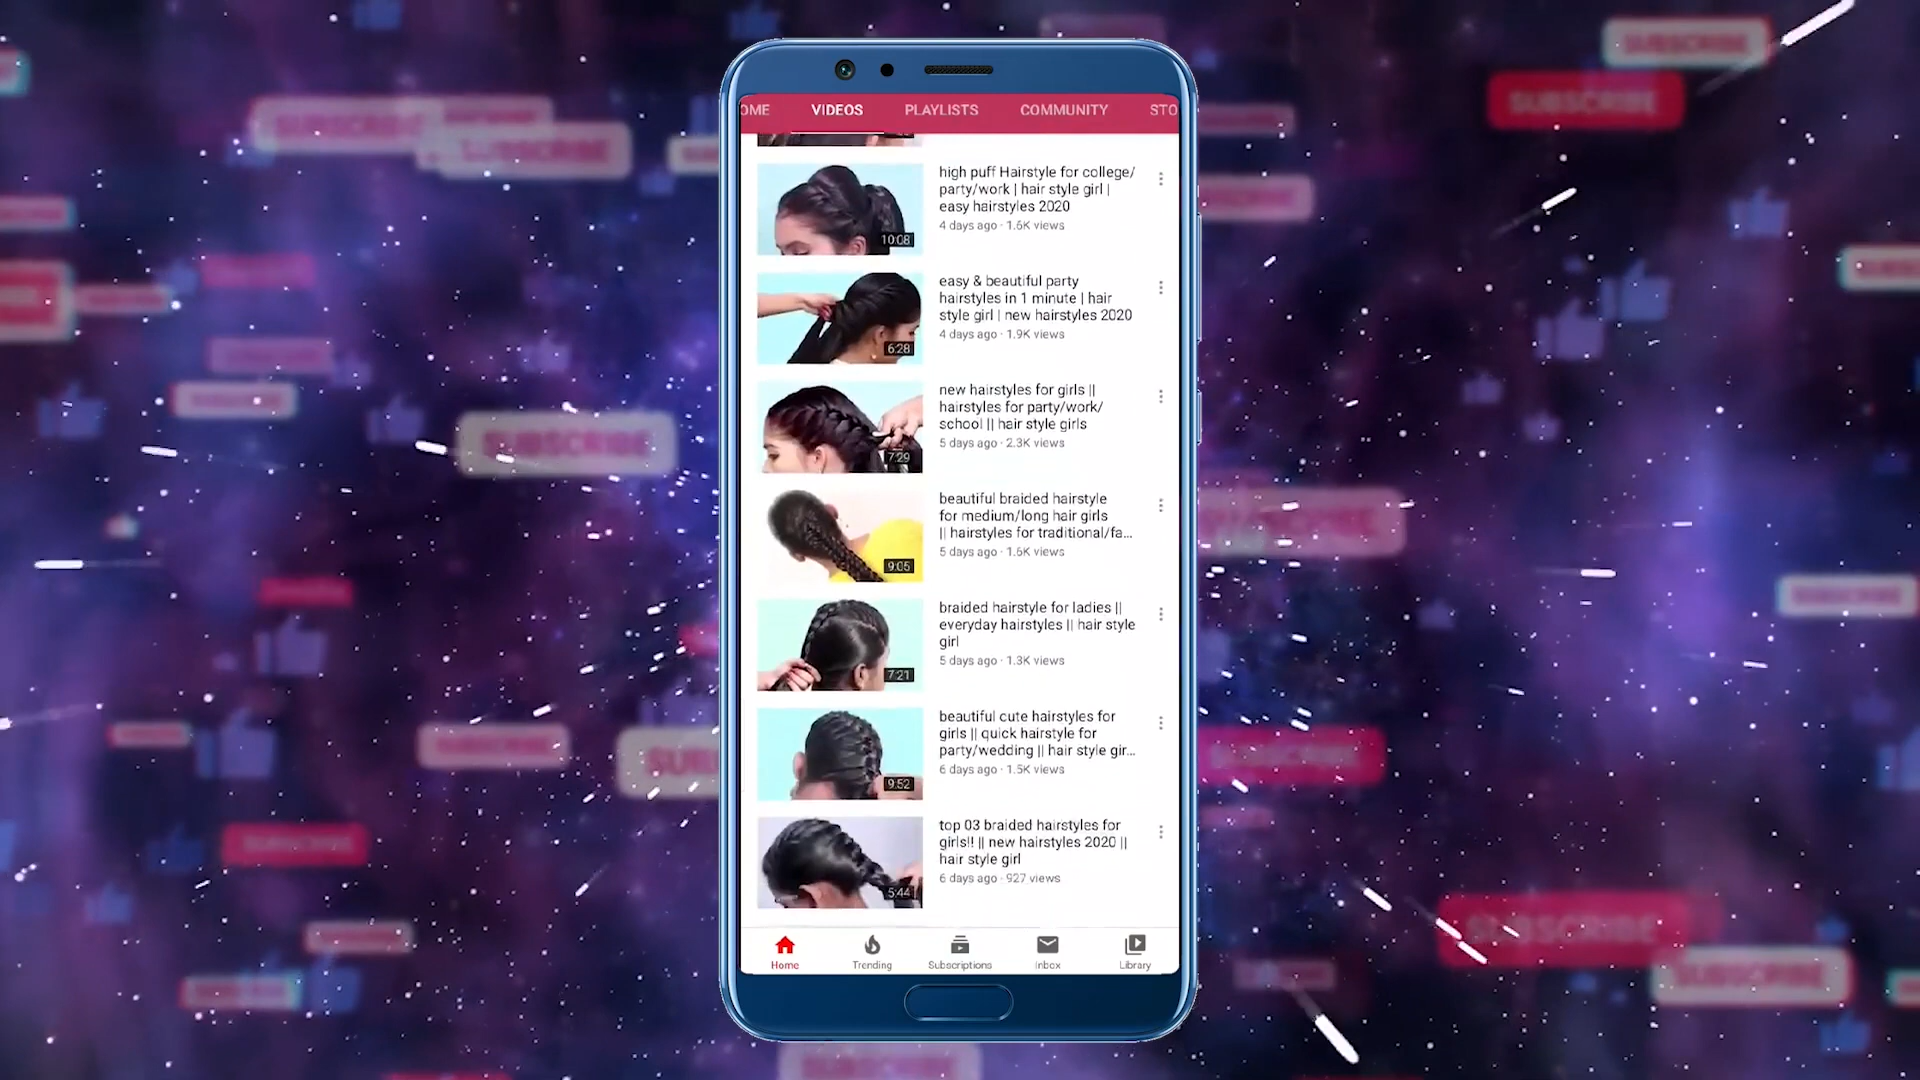 SUBSCRIBE
SUBSCRIBE
SUBSCRIBE
SUBSCRIBE
OME VIDEOS PLAYLISTS COMMUNITY STO
high puff Hairstyle for college/
party/work | hair style girl |
easy hairstyles 2020
4 days ago · 1.6K views
10:08
easy & beautiful party
hairstyles in 1 minute | hair
style girl | new hairstyles 2020
4 days ago · 1.9K views
6:28
new hairstyles for girls ||
hairstyles for party/work/
school || hair style girls
5 days ago · 2.3K views
7:29
SUBSCRIBE
beautiful braided hairstyle
for medium/long hair girls
|| hairstyles for traditional/fa...
5 days ago · 1.6K views
9:05
braided hairstyle for ladies ||
everyday hairstyles || hair style
girl
5 days ago · 1.3K views
7:21
beautiful cute hairstyles for
girls || quick hairstyle for
party/wedding || hair style gir...
6 days ago · 1.5K views
9:52
top 03 braided hairstyles for
girls!! || new hairstyles 2020 ||
hair style girl
6 days ago · 927 views
5:44
SUBSCRIBE
SUBSCRIBE
Home Trending Subscriptions Inbox Library